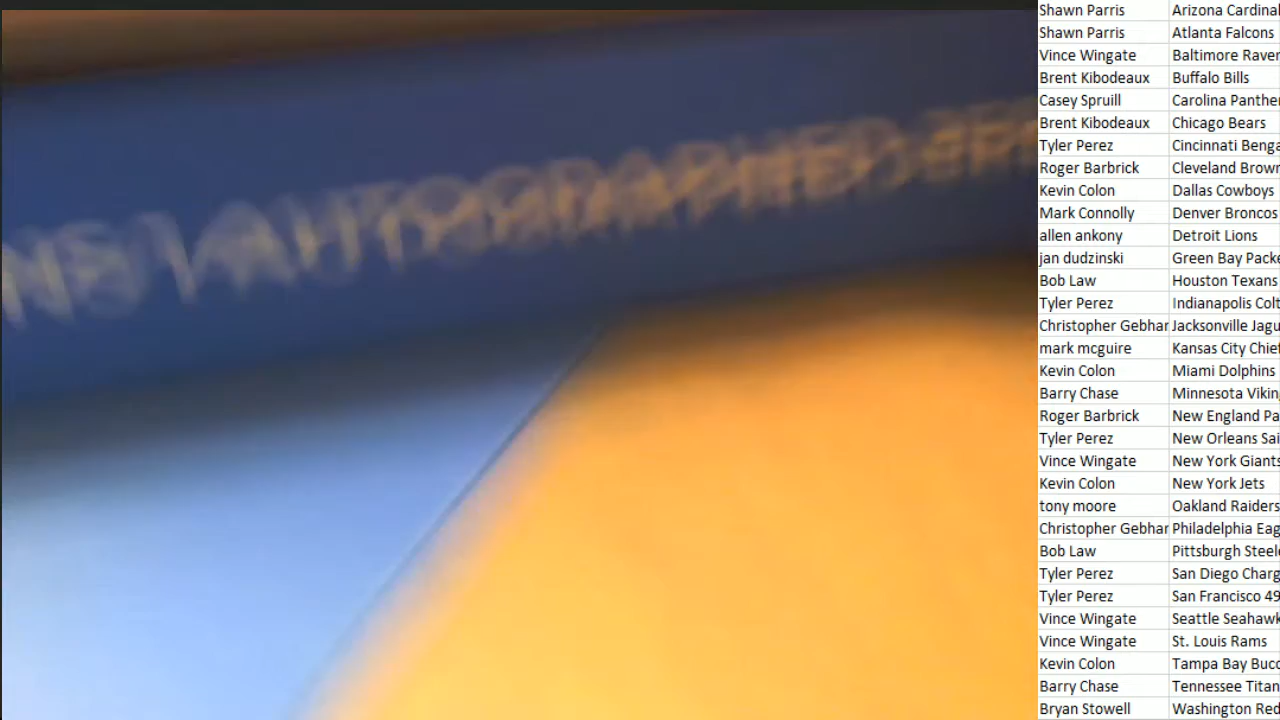 Shawn Parris Arizona Cardinal
Shawn Parris Atlanta Falcons
Vince Wingate Baltimore Raver
Brent Kibodeaux Buffalo Bills
Casey Spruill Carolina Panthe
Brent Kibodeaux Chicago Bears
Tyler Perez Cincinnati Benga
Roger Barbrick Cleveland Brown
Kevin Colon Dallas Cowboys
Mark Connolly Denver Broncos
allen ankony Detroit Lions
jan dudzinski Green Bay Packe
Bob Law Houston Texans
Tyler Perez Indianapolis Colt
Christopher Gebhar Jacksonville Jagu
mark mcguire Kansas City Chief
Kevin Colon Miami Dolphins
Barry Chase Minnesota Viking
Roger Barbrick New England Pa
Tyler Perez New Orleans Sai
Vince Wingate New York Giants
Kevin Colon New York Jets
tony moore Oakland Raiders
Christopher Gebhar Philadelphia Eag
Bob Law Pittsburgh Steele
Tyler Perez San Diego Charg
Tyler Perez San Francisco 49
Vince Wingate Seattle Seahawk
Vince Wingate St. Louis Rams
Kevin Colon Tampa Bay Bucc
Barry Chase Tennessee Titan
Bryan Stowell Washington Red